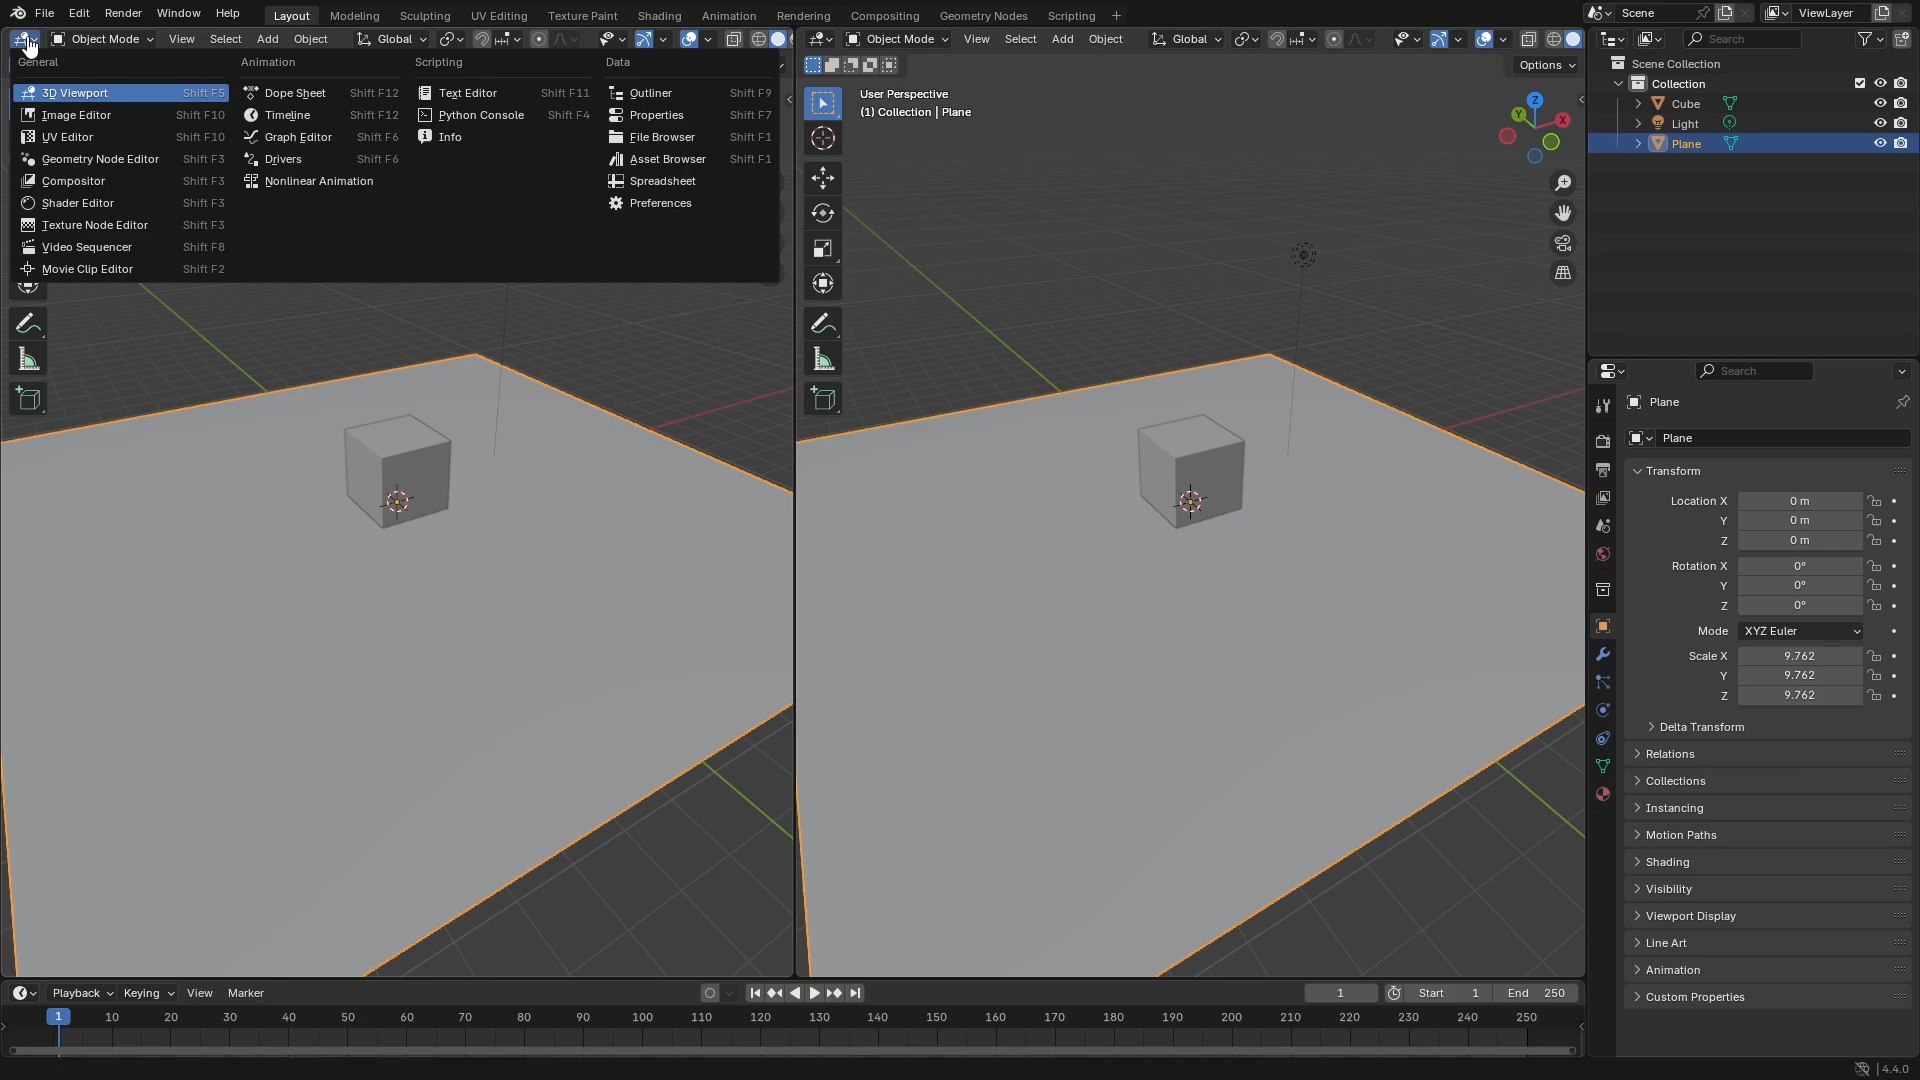 File Edit Render Window Help Layout Modeling Sculpting UV Editing Texture Paint Shading Animation Rendering Compositing Geometry Nodes Scripting + Scene ViewLayer
Object Mode View Select Add Object Global
Object Mode View Select Add Object Global
Search
General Animation Scripting Data
3D Viewport Shift F5
Image Editor Shift F10
UV Editor Shift F10
Geometry Node Editor Shift F3
Compositor Shift F3
Shader Editor Shift F3
Texture Node Editor Shift F3
Video Sequencer Shift F8
Movie Clip Editor Shift F2
Dope Sheet Shift F12
Timeline Shift F12
Graph Editor Shift F6
Drivers Shift F6
Nonlinear Animation
Text Editor Shift F11
Python Console Shift F4
Info
Outliner Shift F9
Properties Shift F7
File Browser Shift F1
Asset Browser Shift F1
Spreadsheet
Preferences
Options
User Perspective
(1) Collection | Plane
Z
Y
X
Scene Collection
Collection
Cube
Light
Plane
Search
Plane
Plane
Transform
Location X 0 m
Y 0 m
Z 0 m
Rotation X 0°
Y 0°
Z 0°
Mode XYZ Euler
Scale X 9.762
Y 9.762
Z 9.762
Delta Transform
Relations
Collections
Instancing
Motion Paths
Shading
Visibility
Viewport Display
Line Art
Animation
Custom Properties
Playback Keying View Marker 1 Start 1 End 250
1 10 20 30 40 50 60 70 80 90 100 110 120 130 140 150 160 170 180 190 200 210 220 230 240 250
4.4.0